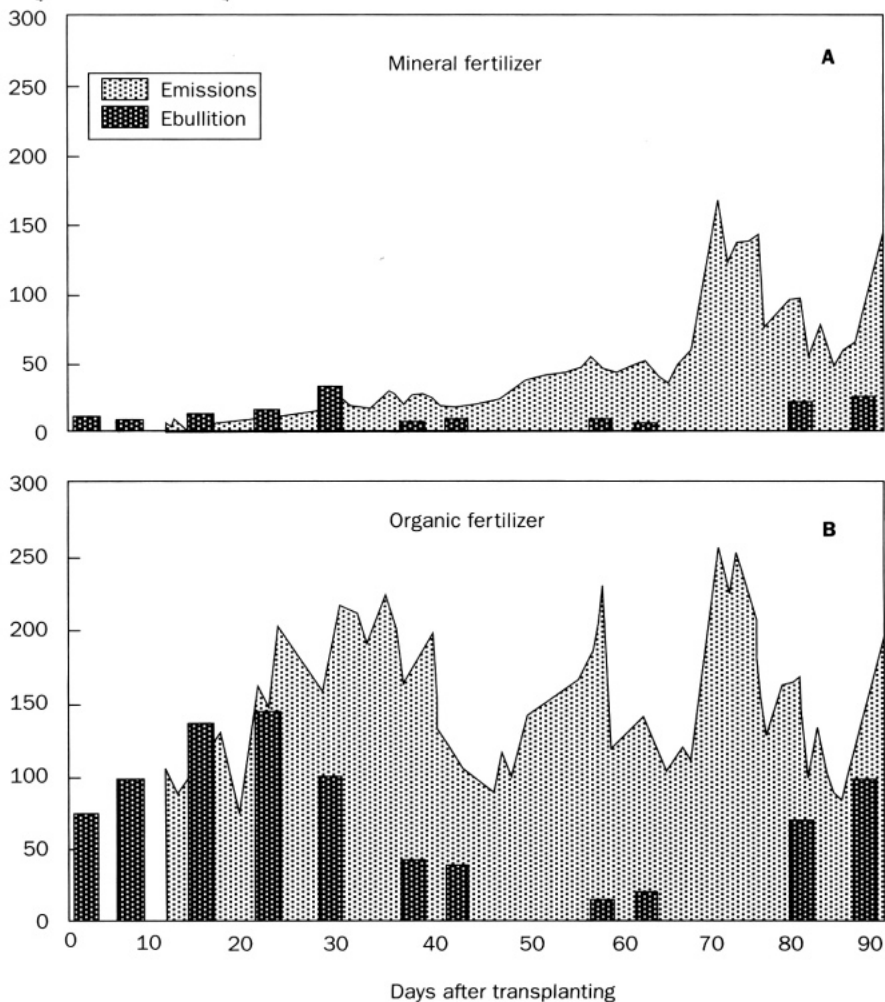 300
Mineral fertilizer
A
Emissions
Ebullition
250
200
150
100
50
0
300
Organic fertilizer
B
250
200
150
100
50
0
0 10 20 30 40 50 60 70 80 90
Days after transplanting